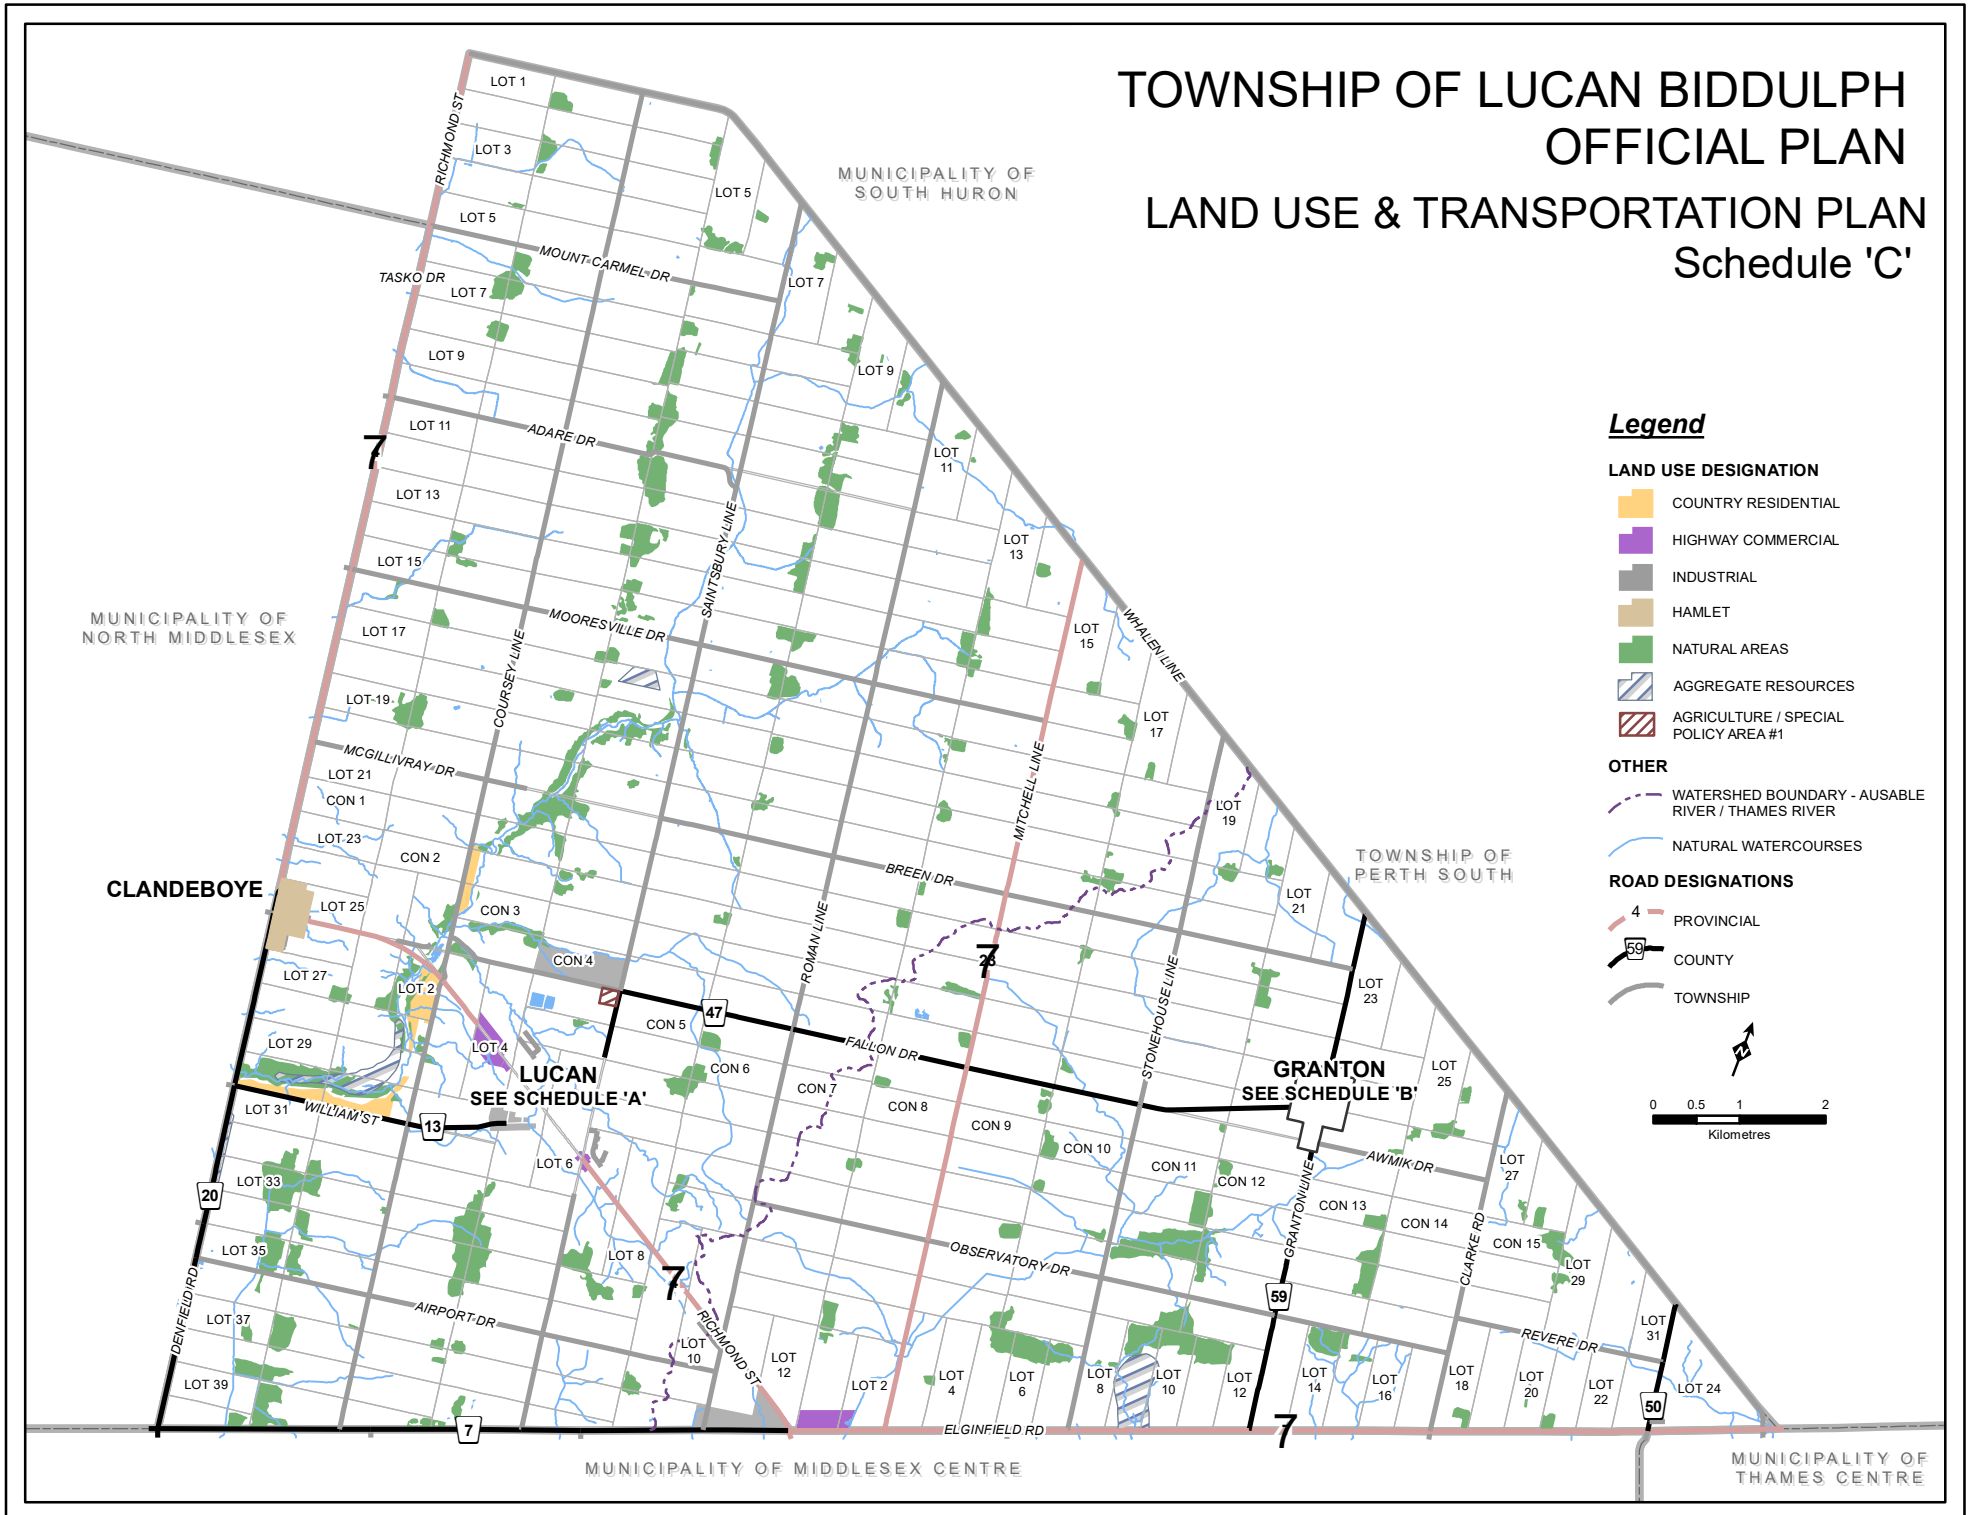 TOWNSHIP OF LUCAN BIDDULPH
OFFICIAL PLAN
LAND USE & TRANSPORTATION PLAN
Schedule 'C'
MUNICIPALITY OF
SOUTH HURON
MUNICIPALITY OF
NORTH MIDDLESEX
TOWNSHIP OF
PERTH SOUTH
MUNICIPALITY OF MIDDLESEX CENTRE
MUNICIPALITY OF
THAMES CENTRE
Legend
LAND USE DESIGNATION
COUNTRY RESIDENTIAL
HIGHWAY COMMERCIAL
INDUSTRIAL
HAMLET
NATURAL AREAS
AGGREGATE RESOURCES
AGRICULTURE / SPECIAL
POLICY AREA #1
OTHER
WATERSHED BOUNDARY - AUSABLE
RIVER / THAMES RIVER
NATURAL WATERCOURSES
ROAD DESIGNATIONS
4
PROVINCIAL
59
COUNTY
TOWNSHIP
N
0 0.5 1 2
Kilometres
RICHMOND ST
LOT 1
LOT 3
LOT 5
LOT 5
MOUNT CARMEL DR
TASKO DR
LOT 7
LOT 7
LOT 9
LOT 9
LOT 11
ADARE DR
7
LOT
11
LOT 13
LOT
13
SAINTSBURY LINE
LOT 15
MOORESVILLE DR
LOT
15
WHALEN LINE
LOT 17
COURSEY LINE
LOT 19
LOT
17
MCGILLIVRAY DR
LOT 21
CON 1
MITCHELL LINE
LOT
19
LOT 23
CON 2
BREEN DR
CLANDEBOYE
LOT 25
CON 3
LOT
21
ROMAN LINE
CON 4
7
23
LOT 27
LOT 2
STONEHOUSE LINE
LOT
23
47
CON 5
LOT 29
LOT 4
FALLON DR
LUCAN
SEE SCHEDULE 'A'
CON 6
CON 7
GRANTON
SEE SCHEDULE 'B'
LOT
25
LOT 31
WILLIAM ST
13
CON 8
CON 9
CON 10
LOT 6
CON 11
CON 12
AWMIK DR
LOT
27
20
LOT 33
GRANTON LINE
CON 13
CON 14
CON 15
LOT 35
LOT 8
OBSERVATORY DR
CLARKE RD
LOT
29
7
59
DENFIELD RD
LOT 37
AIRPORT DR
RICHMOND ST
LOT
10
REVERE DR
LOT
31
LOT 39
LOT
12
LOT 2
LOT
4
LOT
6
LOT
8
LOT
10
LOT
12
LOT
14
LOT
16
LOT
18
LOT
20
LOT
22
LOT 24
50
7
ELGINFIELD RD
7